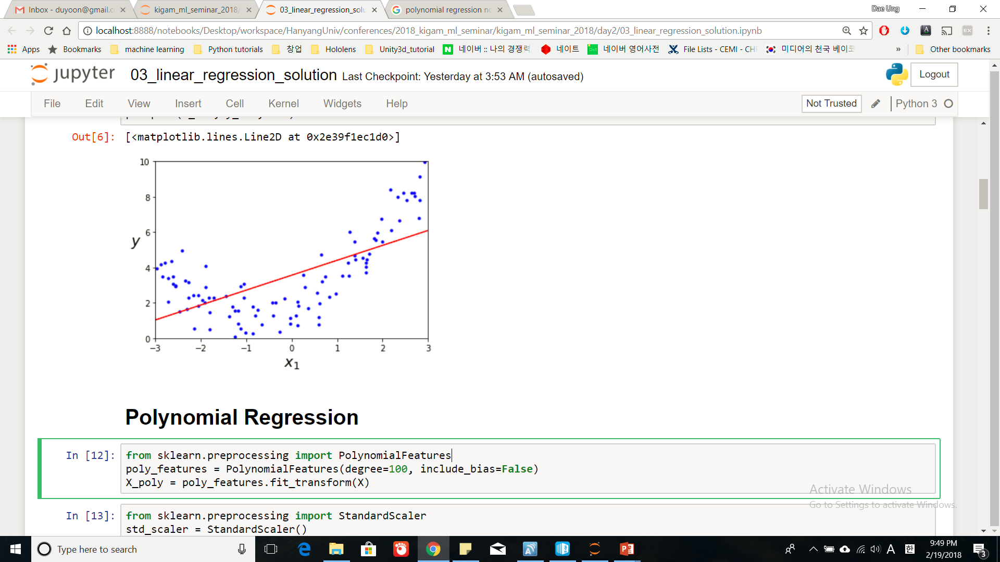 Inbox - duyoon@gmail.c
kigam_ml_seminar_2018/
03_linear_regression_solu
polynomial regression no
Dae Ung
localhost:8888/notebooks/Desktop/workspace/HanyangUniv/conferences/2018_kigam_ml_seminar/kigam_ml_seminar_2018/day2/03_linear_regression_solution.ipynb
Apps
Bookmarks
machine learning
Python tutorials
창업
Hololens
Unity3d_tutorial
네이버 :: 나의 경쟁력
네이트
네이버 영어사전
File Lists - CEMI - CH
미디어의 천국 베이코
»
Other bookmarks
jupyter
03_linear_regression_solution Last Checkpoint: Yesterday at 3:53 AM (autosaved)
Logout
File Edit View Insert Cell Kernel Widgets Help
Not Trusted
Python 3
Out[6]: [<matplotlib.lines.Line2D at 0x2e39f1ec1d0>]
10
8
6
y
4
2
0
−3 −2 −1 0 1 2 3
x₁
Polynomial Regression
In [12]: from sklearn.preprocessing import PolynomialFeatures
poly_features = PolynomialFeatures(degree=100, include_bias=False)
X_poly = poly_features.fit_transform(X)
Activate Windows
Go to Settings to activate Windows.
In [13]: from sklearn.preprocessing import StandardScaler
std_scaler = StandardScaler()
Type here to search
A
한
9:49 PM
2/19/2018
3